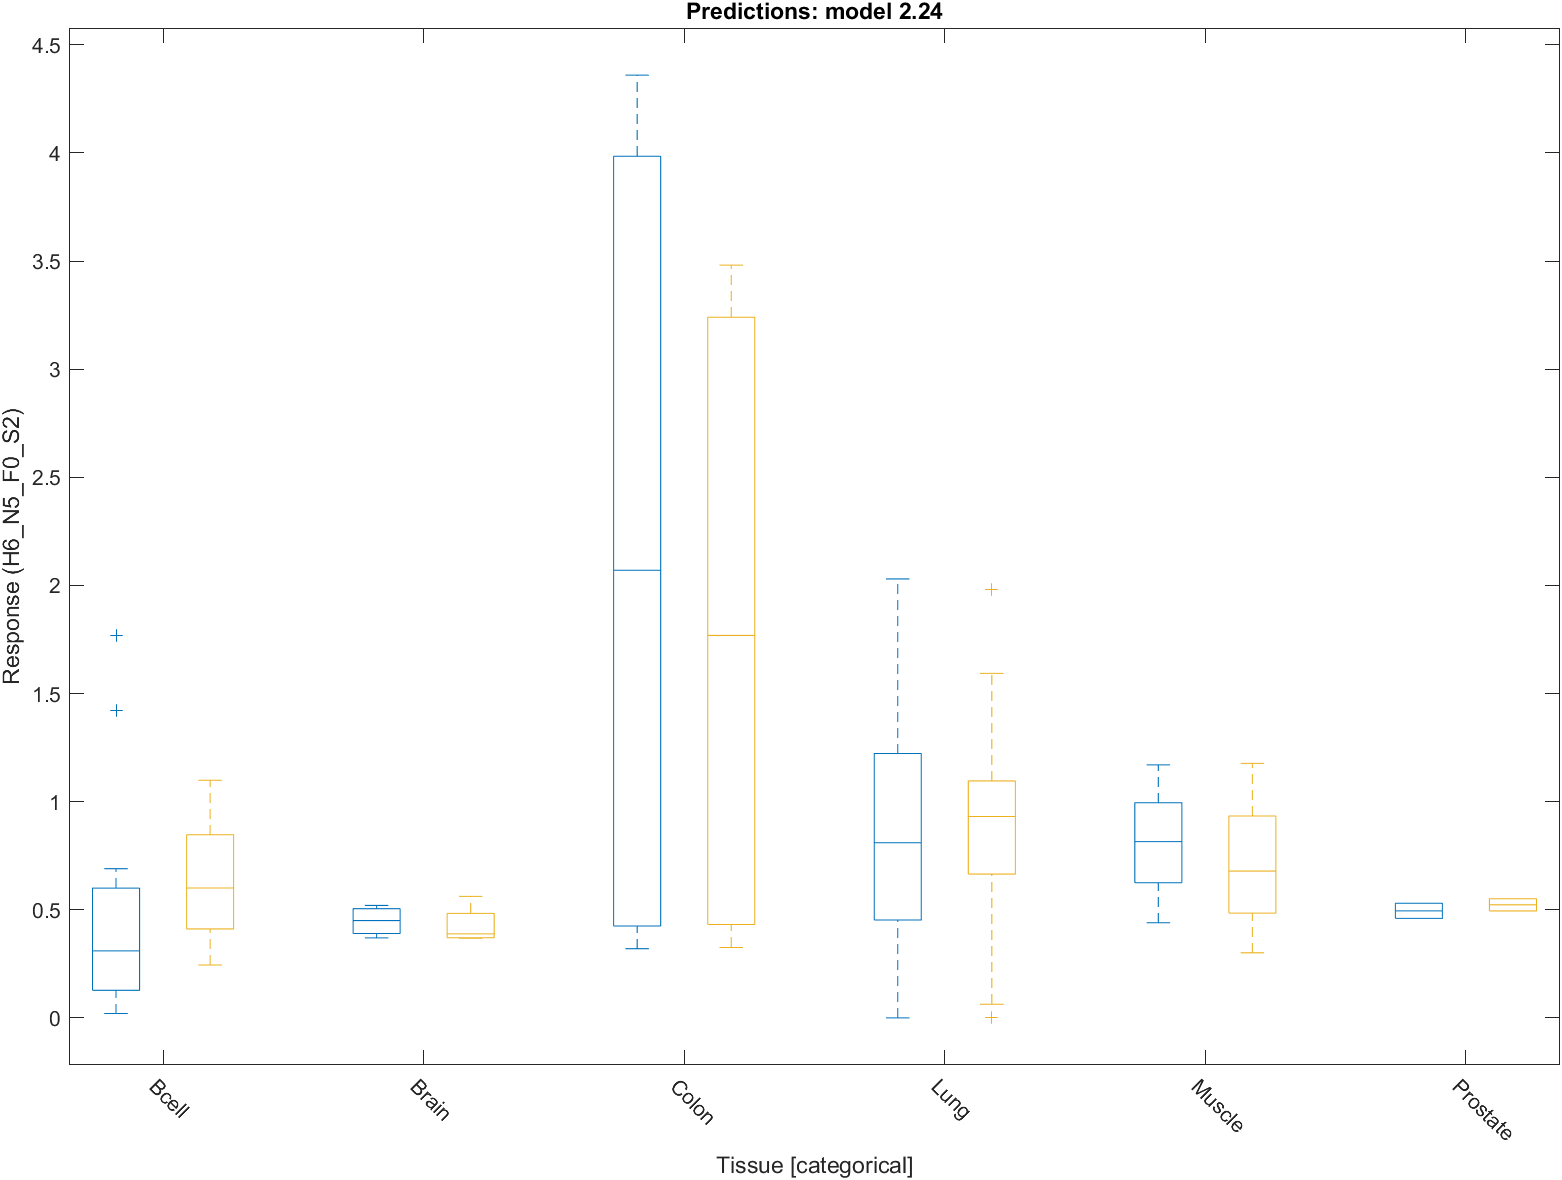 Predictions: model 2.24
4.5
4
3.5
3
2.5
2
1.5
1
0.5
0
Response (H6_N5_F0_S2)
Bcell
Brain
Colon
Lung
Muscle
Prostate
Tissue [categorical]